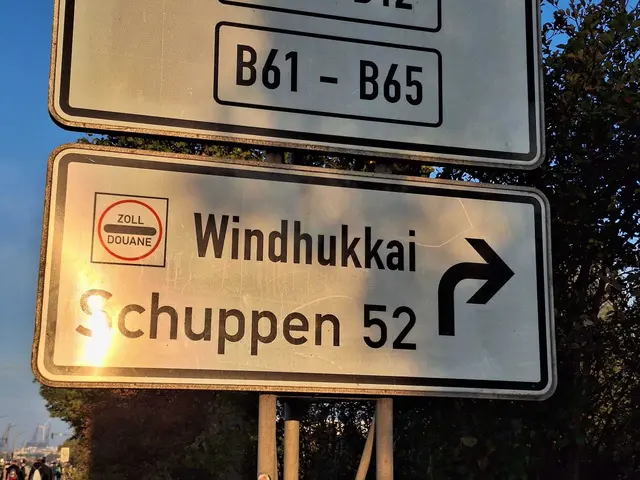 B61 - B65
ZOLL
DOUANE
Windhukkai
Schuppen 52